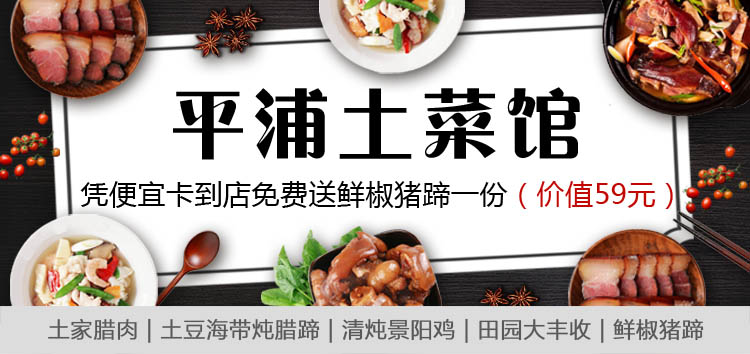 平浦土菜馆
凭便宜卡到店免费送鲜椒猪蹄一份（价值59元）
土家腊肉 | 土豆海带炖腊蹄 | 清炖景阳鸡 | 田园大丰收 | 鲜椒猪蹄